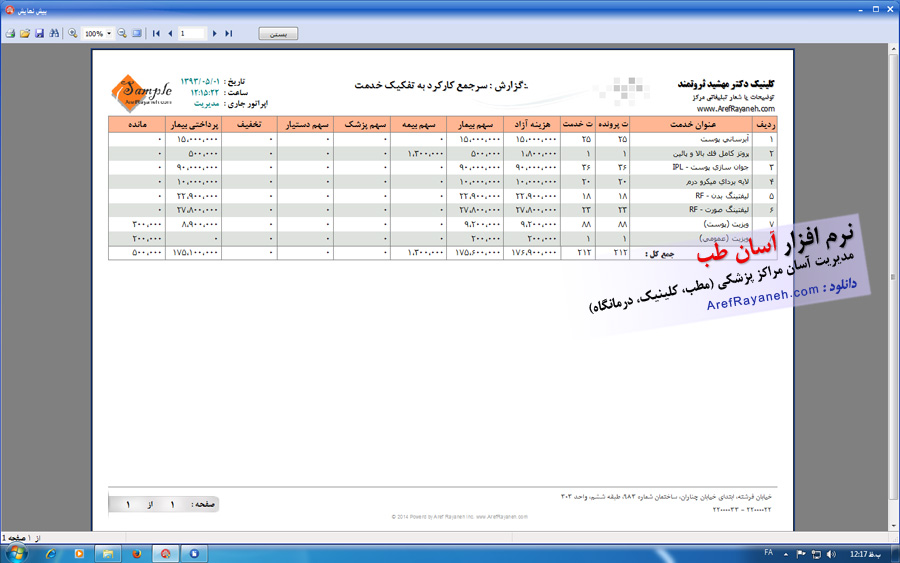 پیش نمایش
100%
1
بستن
کلینیک دکتر مهشید ثروتمند
توضیحات یا شعار تبلیغاتی مرکز
www.ArefRayaneh.com
گزارش : سرجمع کارکرد به تفکیک خدمت
تاریخ : ۱۳۹۳/۰۵/۰۱
ساعت : ۱۲:۱۵:۲۲
اپراتور جاری : مدیریت
Sample
ArefRayaneh.com
ردیف عنوان خدمت ت پرونده ت خدمت هزینه آزاد سهم بیمار سهم بیمه سهم پزشک سهم دستیار تخفیف پرداختی بیمار مانده
۱ آبرسانی پوست ۲۵ ۲۵ ۱۵,۰۰۰,۰۰۰ ۱۵,۰۰۰,۰۰۰ ۰ ۰ ۰ ۰ ۱۵,۰۰۰,۰۰۰ ۰
۲ پروتز کامل فك بالا و پائین ۱ ۱ ۱,۸۰۰,۰۰۰ ۵۰۰,۰۰۰ ۱,۳۰۰,۰۰۰ ۰ ۰ ۰ ۵۰۰,۰۰۰ ۰
۳ جوان سازی پوست - IPL ۳۶ ۳۶ ۹۰,۰۰۰,۰۰۰ ۹۰,۰۰۰,۰۰۰ ۰ ۰ ۰ ۰ ۹۰,۰۰۰,۰۰۰ ۰
۴ لایه برداي میکرو درم ۲۰ ۲۰ ۱۰,۰۰۰,۰۰۰ ۱۰,۰۰۰,۰۰۰ ۰ ۰ ۰ ۰ ۱۰,۰۰۰,۰۰۰ ۰
۵ لیفتینگ بدن - RF ۱۸ ۱۸ ۲۲,۹۰۰,۰۰۰ ۲۲,۹۰۰,۰۰۰ ۰ ۰ ۰ ۰ ۲۲,۹۰۰,۰۰۰ ۰
۶ لیفتینگ صورت - RF ۲۳ ۲۳ ۲۷,۸۰۰,۰۰۰ ۲۷,۸۰۰,۰۰۰ ۰ ۰ ۰ ۰ ۲۷,۸۰۰,۰۰۰ ۰
۷ ویزیت (پوست) ۸۸ ۸۸ ۹,۲۰۰,۰۰۰ ۹,۲۰۰,۰۰۰ ۰ ۰ ۰ ۰ ۸,۹۰۰,۰۰۰ ۳۰۰,۰۰۰
ویزیت (عمومی) ۱ ۱ ۲۰۰,۰۰۰ ۲۰۰,۰۰۰ ۰ ۰ ۰ ۰ ۰ ۲۰۰,۰۰۰
جمع کل : ۲۱۲ ۲۱۲ ۱۷۶,۹۰۰,۰۰۰ ۱۷۵,۶۰۰,۰۰۰ ۱,۳۰۰,۰۰۰ ۰ ۰ ۰ ۱۷۵,۱۰۰,۰۰۰ ۵۰۰,۰۰۰
نرم افزار آسان طب
مدیریت آسان مراکز پزشکی (مطب، کلینیک، درمانگاه)
دانلود : ArefRayaneh.com
خیابان فرشته، ابتدای خیابان چناران، ساختمان شماره ۹۸۳، طبقه ششم، واحد ۳۰۳
۲۲۰۰۰۰۲۲ - ۲۲۰۰۰۰۳۳
صفحه : ۱ از ۱
© 2014 Powered by Aref Rayaneh Inc. www.ArefRayaneh.com
صفحه 1 از ۱
FA
12:17 ب.ظ